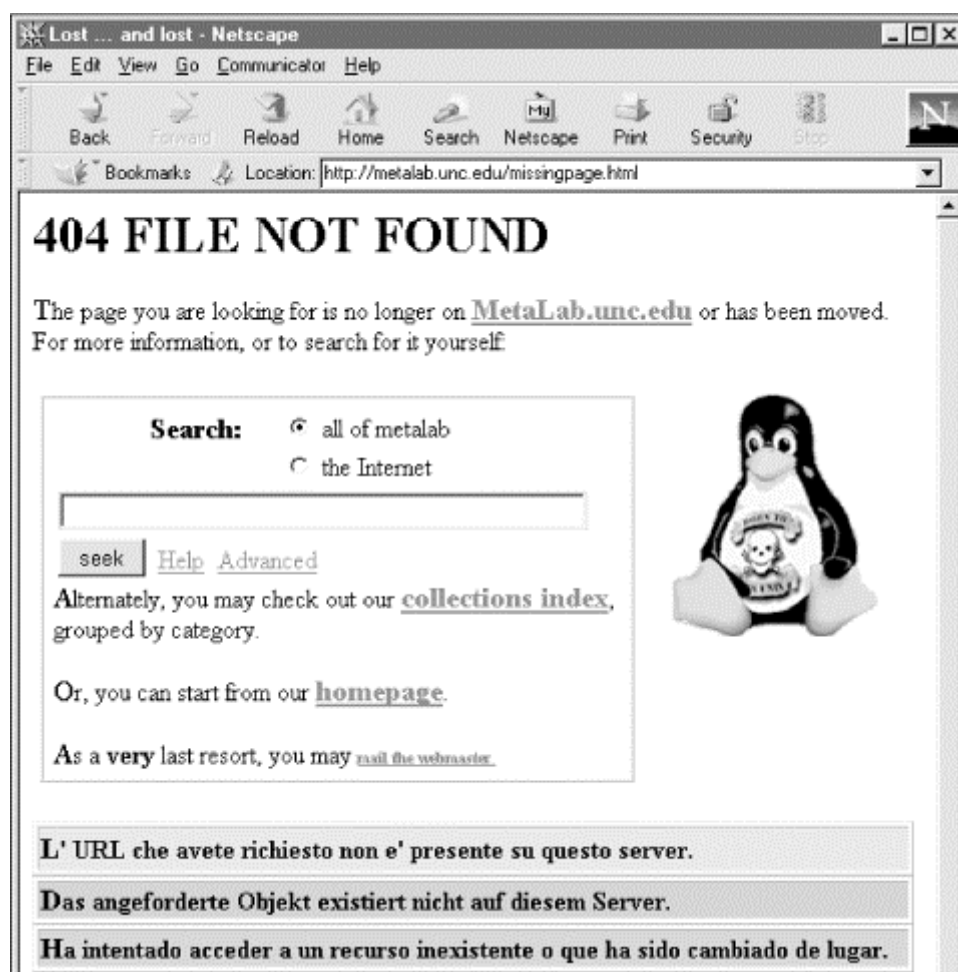 Lost ... and lost - Netscape
File Edit View Go Communicator Help
My
Back Forward Reload Home Search Netscape Print Security Stop
N
Bookmarks Location: http://metalab.unc.edu/missingpage.html
404 FILE NOT FOUND
The page you are looking for is no longer on MetaLab.unc.edu or has been moved.
For more information, or to search for it yourself:
Search: all of metalab
the Internet
seek Help Advanced
Alternately, you may check out our collections index,
grouped by category.
Or, you can start from our homepage.
As a very last resort, you may mail the webmaster
L' URL che avete richiesto non e' presente su questo server.
Das angeforderte Objekt existiert nicht auf diesem Server.
Ha intentado acceder a un recurso inexistente o que ha sido cambiado de lugar.